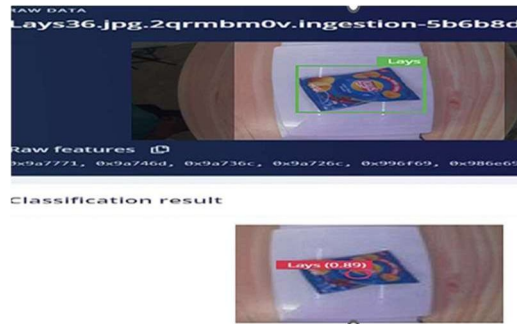 RAW DATA
Lays36.jpg.2qrmbm0v.ingestion-5b6b8d
Lays
Raw features
0x9a7771, 0x9a746d, 0x9a736c, 0x9a726c, 0x996f69, 0x986e69
Classification result
Lays (0.89)